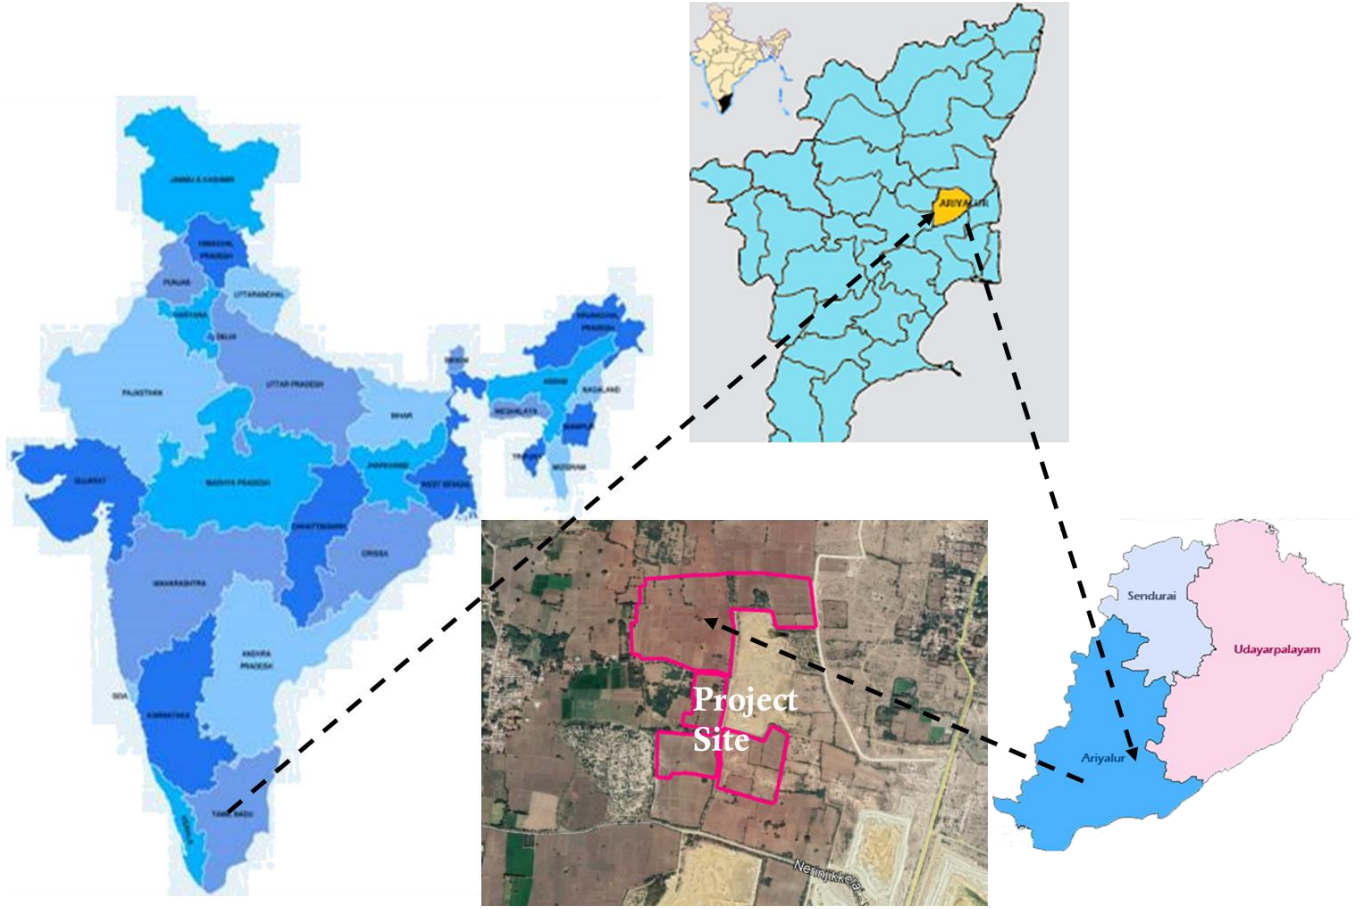 JAMMU & KASHMIR
HIMACHAL
PRADESH
PUNJAB
UTTARANCHAL
HARYANA
DELHI
RAJASTHAN
UTTAR PRADESH
BIHAR
SIKKIM
ARUNACHAL
PRADESH
ASSAM
NAGALAND
MEGHALAYA
MANIPUR
TRIPURA
MIZORAM
GUJARAT
MADHYA PRADESH
JHARKHAND
WEST BENGAL
CHHATTISGARH
ORISSA
MAHARASHTRA
ANDHRA
PRADESH
GOA
KARNATAKA
TAMIL NADU
KERALA
ARIYALUR
Project
Site
Sendurai
Udayarpalayam
Ariyalur